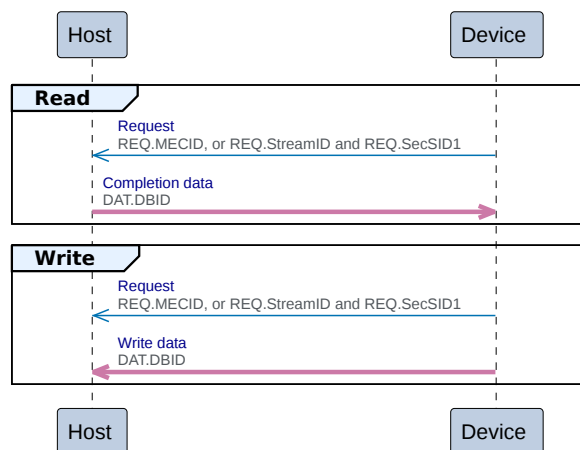 Host Device
Read
Request
REQ.MECID, or REQ.StreamID and REQ.SecSID1
Completion data
DAT.DBID
Write
Request
REQ.MECID, or REQ.StreamID and REQ.SecSID1
Write data
DAT.DBID
Host Device